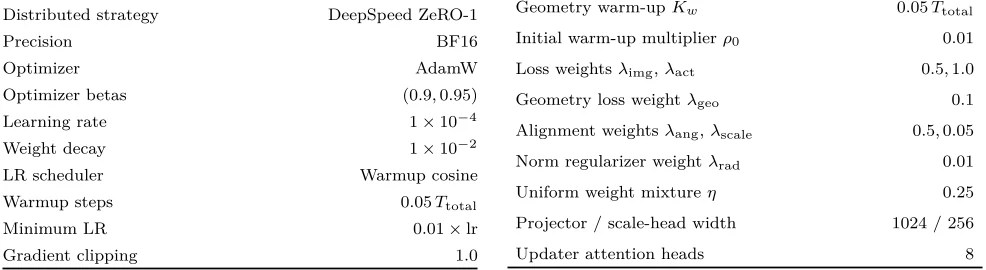 Distributed strategy DeepSpeed ZeRO-1
Precision BF16
Optimizer AdamW
Optimizer betas (0.9, 0.95)
Learning rate 1 × 10⁻⁴
Weight decay 1 × 10⁻²
LR scheduler Warmup cosine
Warmup steps 0.05 T_total
Minimum LR 0.01 × lr
Gradient clipping 1.0
Geometry warm-up K_w 0.05 T_total
Initial warm-up multiplier ρ₀ 0.01
Loss weights λ_img, λ_act 0.5, 1.0
Geometry loss weight λ_geo 0.1
Alignment weights λ_ang, λ_scale 0.5, 0.05
Norm regularizer weight λ_rad 0.01
Uniform weight mixture η 0.25
Projector / scale-head width 1024 / 256
Updater attention heads 8